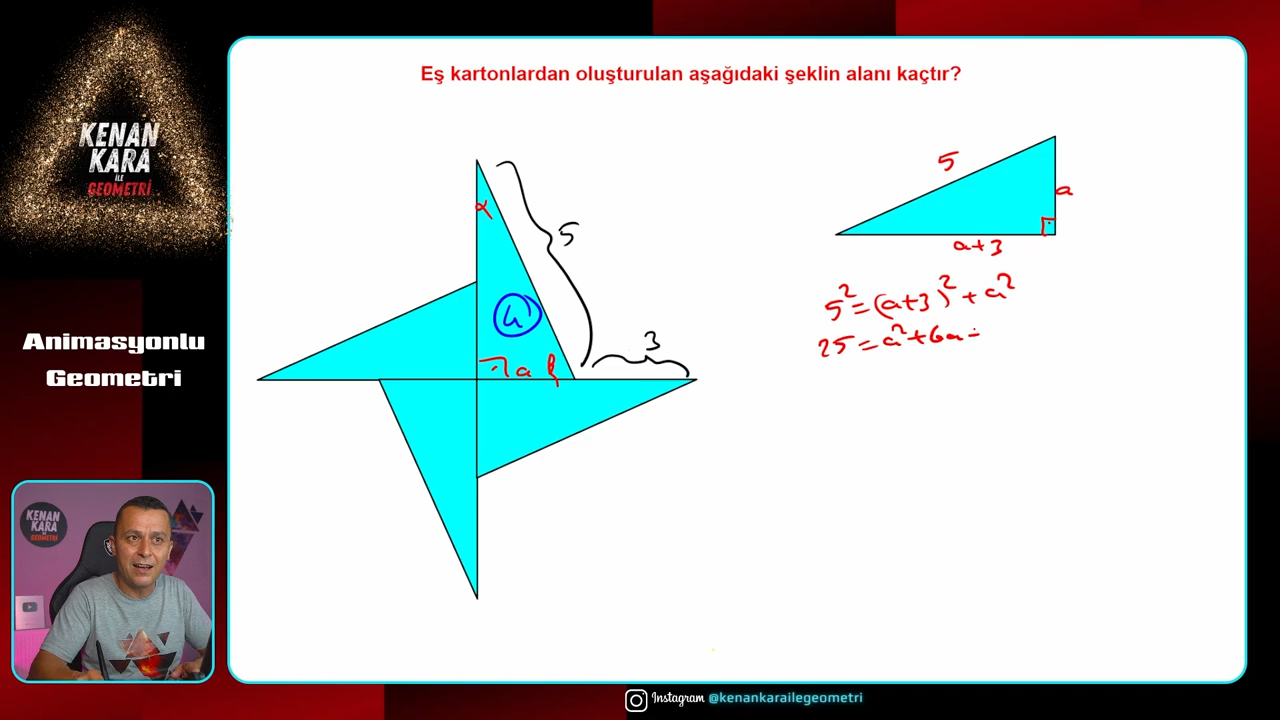 KENAN
KARA
İLE
GEOMETRİ
Eş kartonlardan oluşturulan aşağıdaki şeklin alanı kaçtır?
5
a
a+3
α
5
3
a
5² = (a+3)² + a²
25 = a² + 6a +
Animasyonlu
Geometri
KENAN
KARA
GEOMETRİ
Instagram @kenankarailegeometri